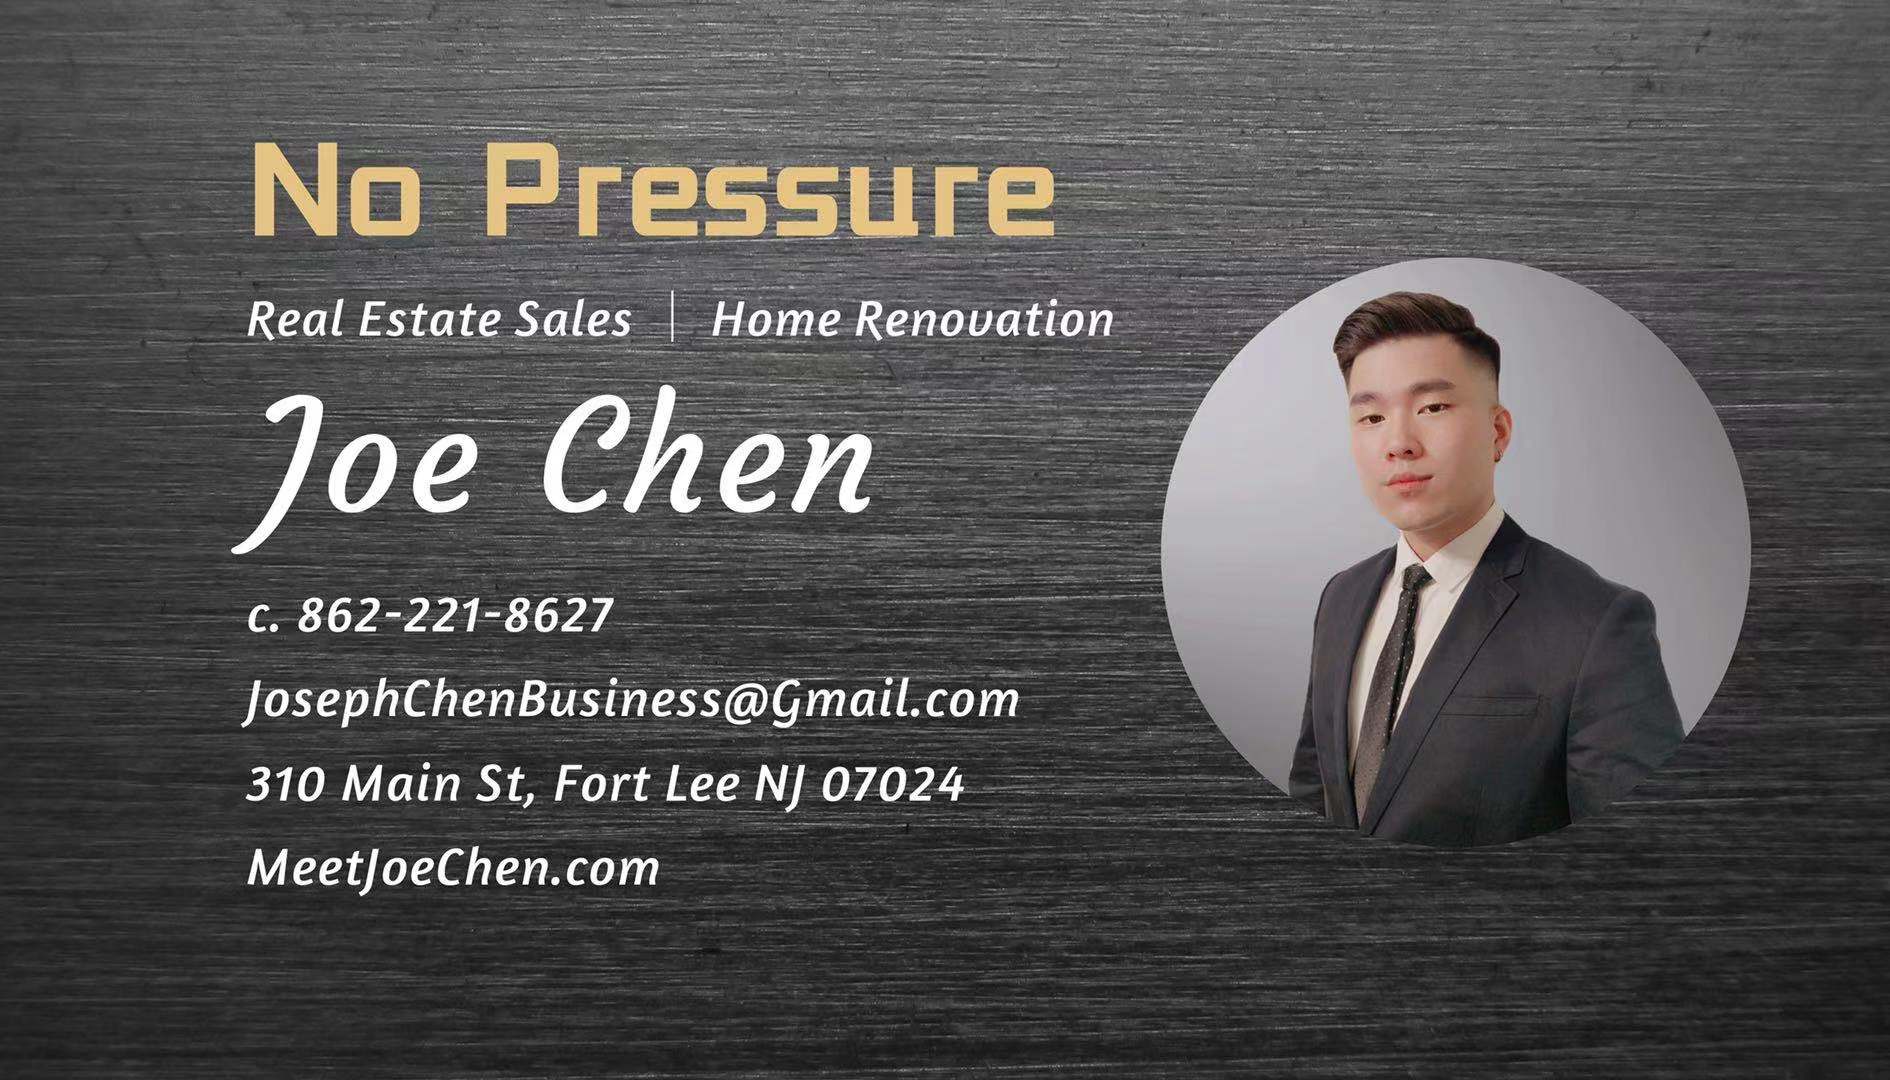 No Pressure
Real Estate Sales | Home Renovation
Joe Chen
c. 862-221-8627
JosephChenBusiness@Gmail.com
310 Main St, Fort Lee NJ 07024
MeetJoeChen.com